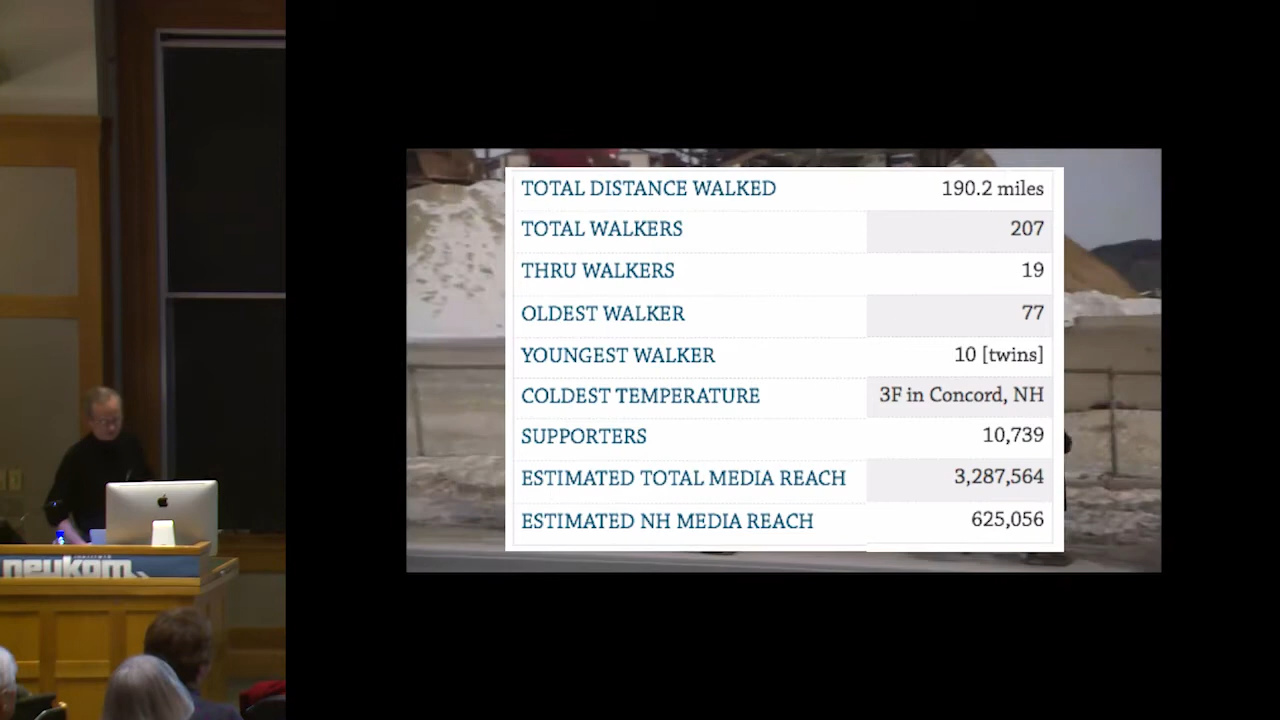 TOTAL DISTANCE WALKED 190.2 miles
TOTAL WALKERS 207
THRU WALKERS 19
OLDEST WALKER 77
YOUNGEST WALKER 10 [twins]
COLDEST TEMPERATURE 3F in Concord, NH
SUPPORTERS 10,739
ESTIMATED TOTAL MEDIA REACH 3,287,564
ESTIMATED NH MEDIA REACH 625,056
institute
neukom